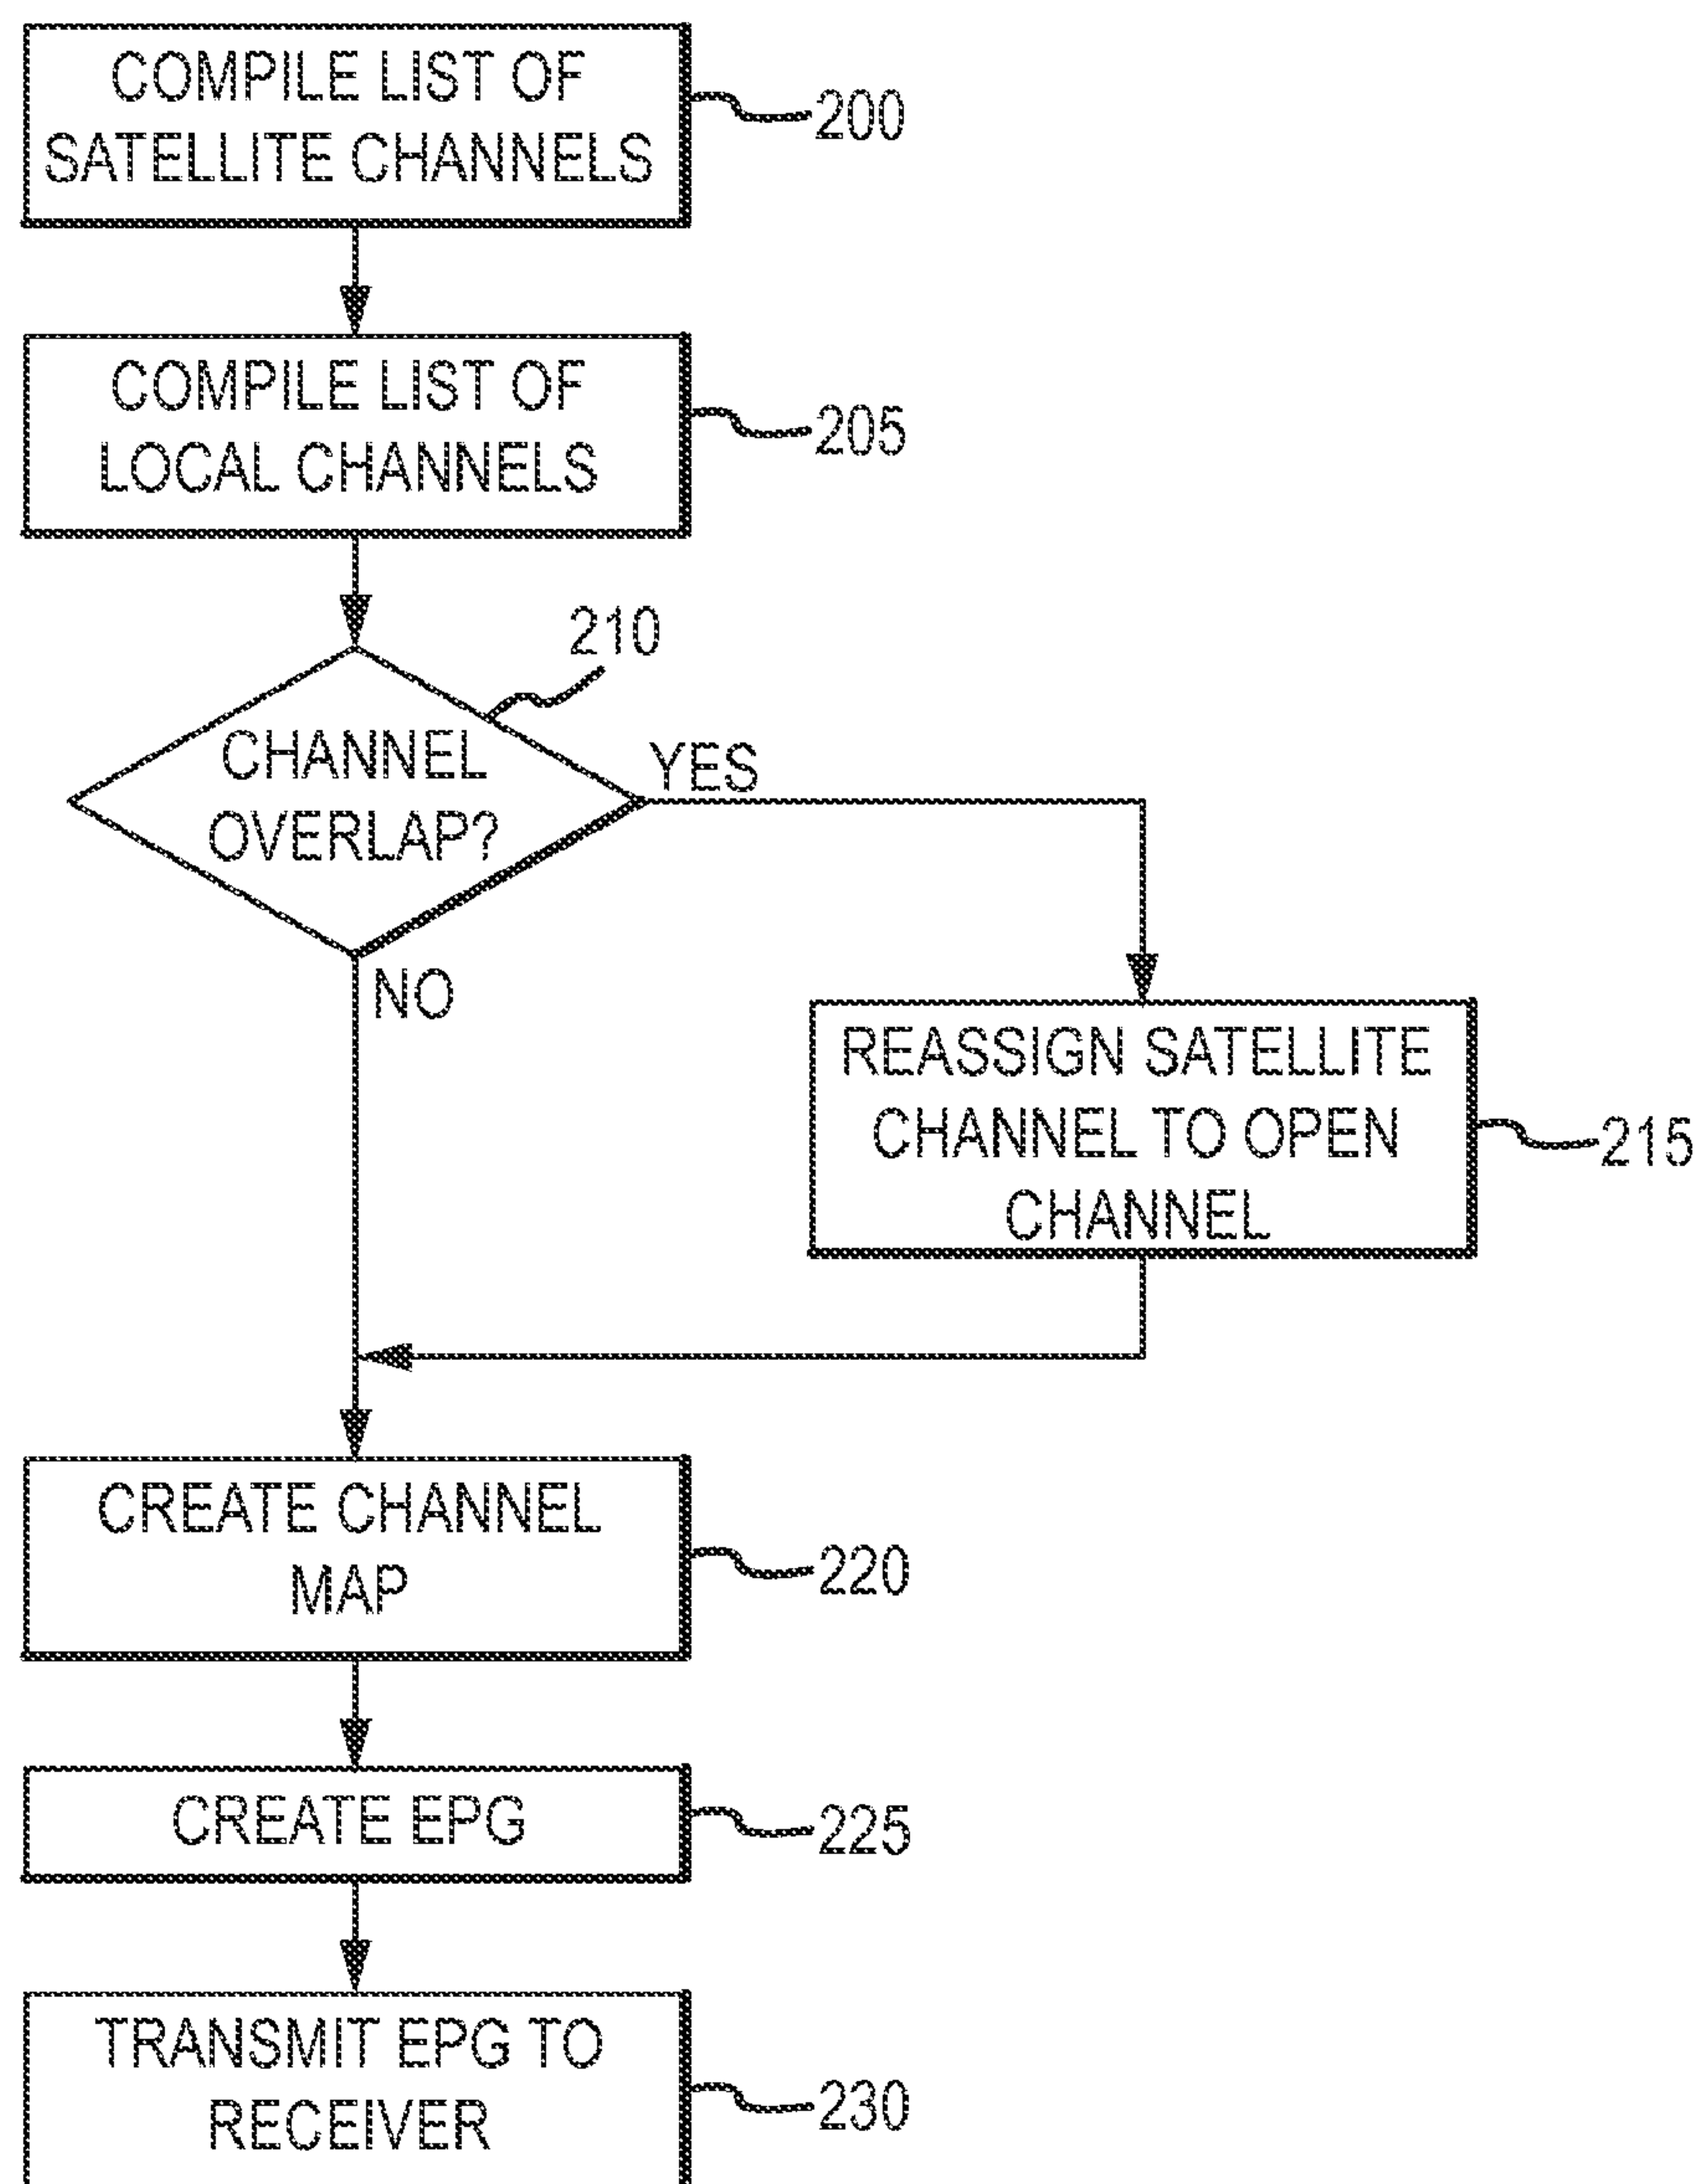 COMPILE LIST OF
SATELLITE CHANNELS
200
COMPILE LIST OF
LOCAL CHANNELS
205
210
CHANNEL
OVERLAP?
YES
NO
REASSIGN SATELLITE
CHANNEL TO OPEN
CHANNEL
215
CREATE CHANNEL
MAP
220
CREATE EPG
225
TRANSMIT EPG TO
RECEIVER
230